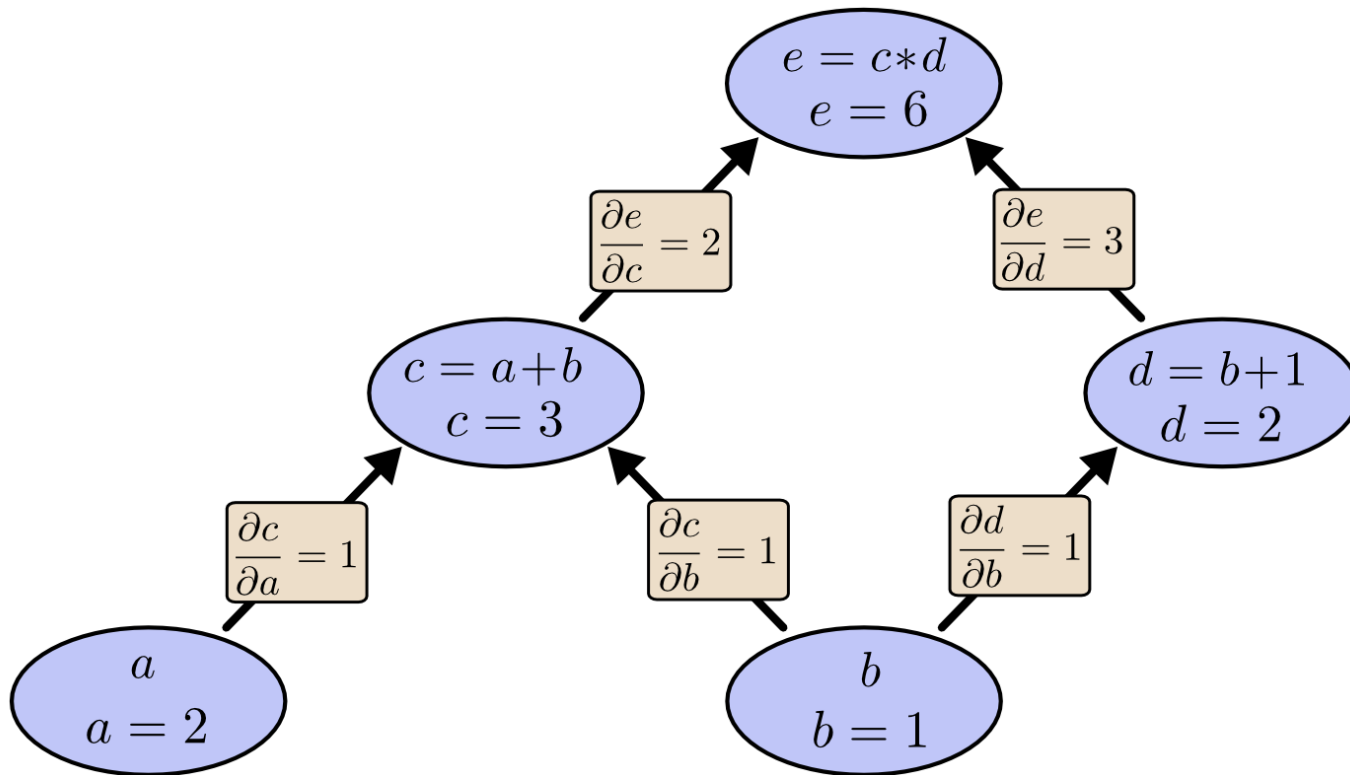 e = c*d
e = 6
∂e/∂c = 2
∂e/∂d = 3
c = a+b
c = 3
d = b+1
d = 2
∂c/∂a = 1
∂c/∂b = 1
∂d/∂b = 1
a
a = 2
b
b = 1